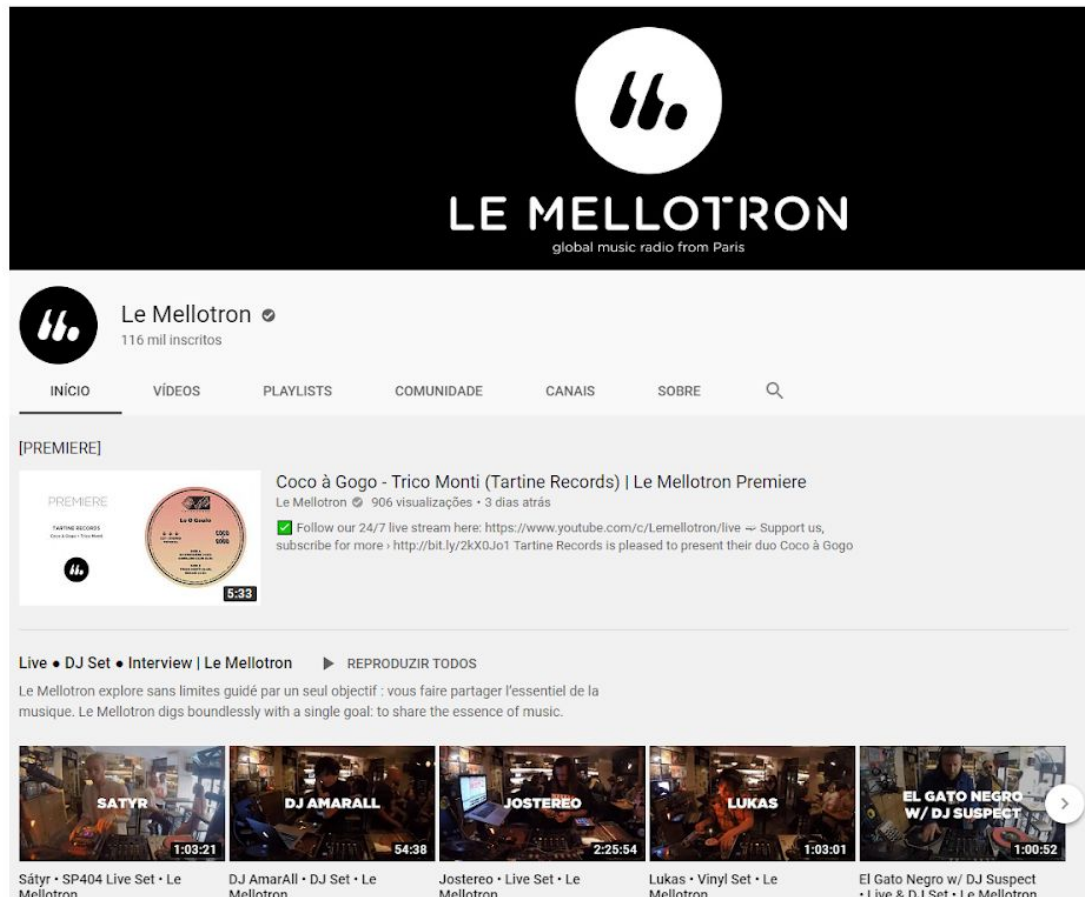 LE MELLOTRON
global music radio from Paris
Le Mellotron
116 mil inscritos
INÍCIO VÍDEOS PLAYLISTS COMUNIDADE CANAIS SOBRE
[PREMIERE]
PREMIERE
TARTINE RECORDS
Coco à Gogo - Trico Monti
Le O Goulo
COCO
GOGO
5:33
Coco à Gogo - Trico Monti (Tartine Records) | Le Mellotron Premiere
Le Mellotron 906 visualizações • 3 dias atrás
✅ Follow our 24/7 live stream here: https://www.youtube.com/c/Lemellotron/live ➫ Support us,
subscribe for more › http://bit.ly/2kX0Jo1 Tartine Records is pleased to present their duo Coco à Gogo
Live ● DJ Set ● Interview | Le Mellotron REPRODUZIR TODOS
Le Mellotron explore sans limites guidé par un seul objectif : vous faire partager l'essentiel de la
musique. Le Mellotron digs boundlessly with a single goal: to share the essence of music.
SATYR
1:03:21
DJ AMARALL
54:38
JOSTEREO
2:25:54
LUKAS
1:03:01
EL GATO NEGRO
W/ DJ SUSPECT
1:00:52
Sátyr • SP404 Live Set • Le
Mellotron
DJ AmarAll • DJ Set • Le
Mellotron
Jostereo • Live Set • Le
Mellotron
Lukas • Vinyl Set • Le
Mellotron
El Gato Negro w/ DJ Suspect
• Live & DJ Set • Le Mellotron